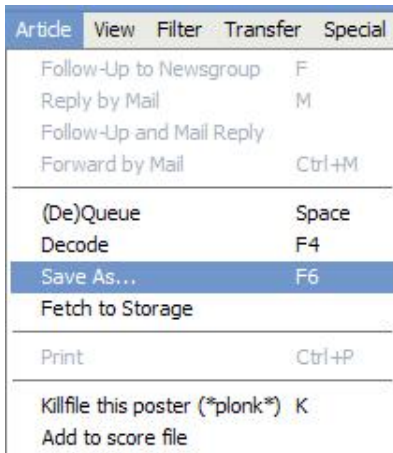 Article View Filter Transfer Special
Follow-Up to Newsgroup F
Reply by Mail M
Follow-Up and Mail Reply
Forward by Mail Ctrl+M
(De)Queue Space
Decode F4
Save As... F6
Fetch to Storage
Print Ctrl+P
Killfile this poster (*plonk*) K
Add to score file